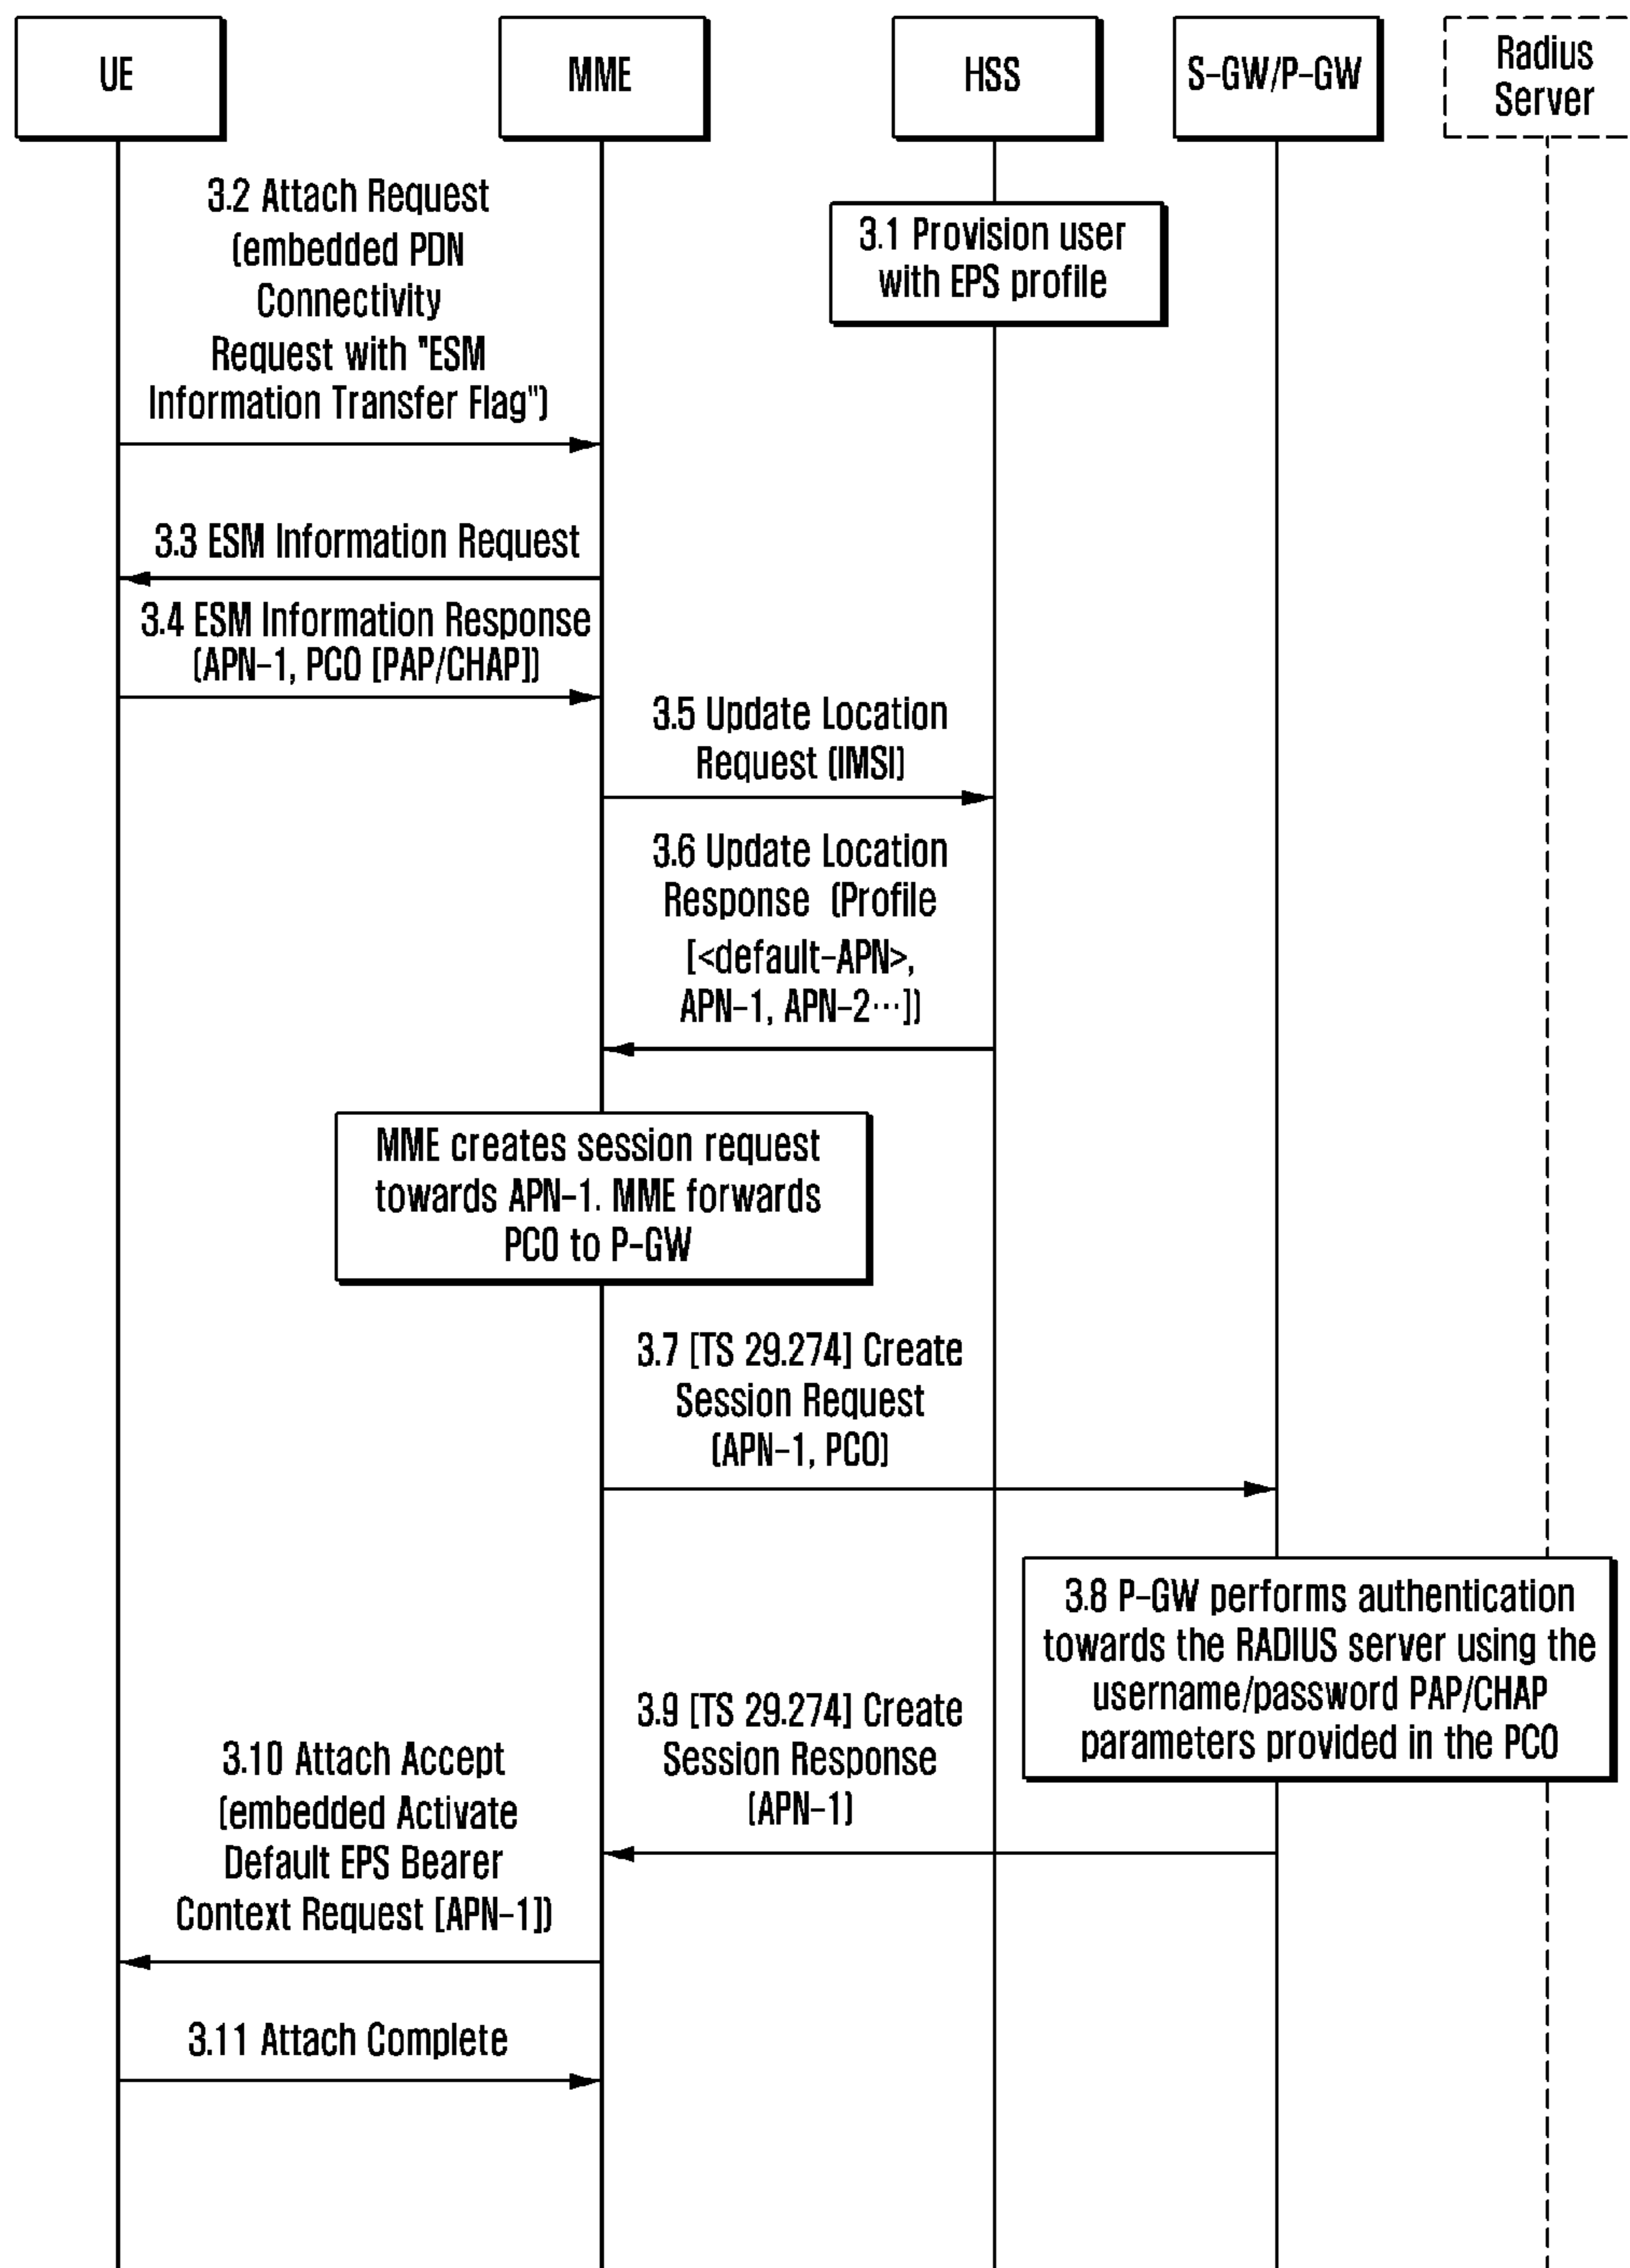 UE
MME
HSS
S-GW/P-GW
Radius
Server
3.1 Provision user
with EPS profile
3.2 Attach Request
(embedded PDN
Connectivity
Request with "ESM
Information Transfer Flag")
3.3 ESM Information Request
3.4 ESM Information Response
(APN-1, PCO [PAP/CHAP])
3.5 Update Location
Request (IMSI)
3.6 Update Location
Response (Profile
[<default-APN>,
APN-1, APN-2···])
MME creates session request
towards APN-1. MME forwards
PCO to P-GW
3.7 [TS 29.274] Create
Session Request
(APN-1, PCO)
3.8 P-GW performs authentication
towards the RADIUS server using the
username/password PAP/CHAP
parameters provided in the PCO
3.9 [TS 29.274] Create
Session Response
(APN-1)
3.10 Attach Accept
(embedded Activate
Default EPS Bearer
Context Request [APN-1])
3.11 Attach Complete